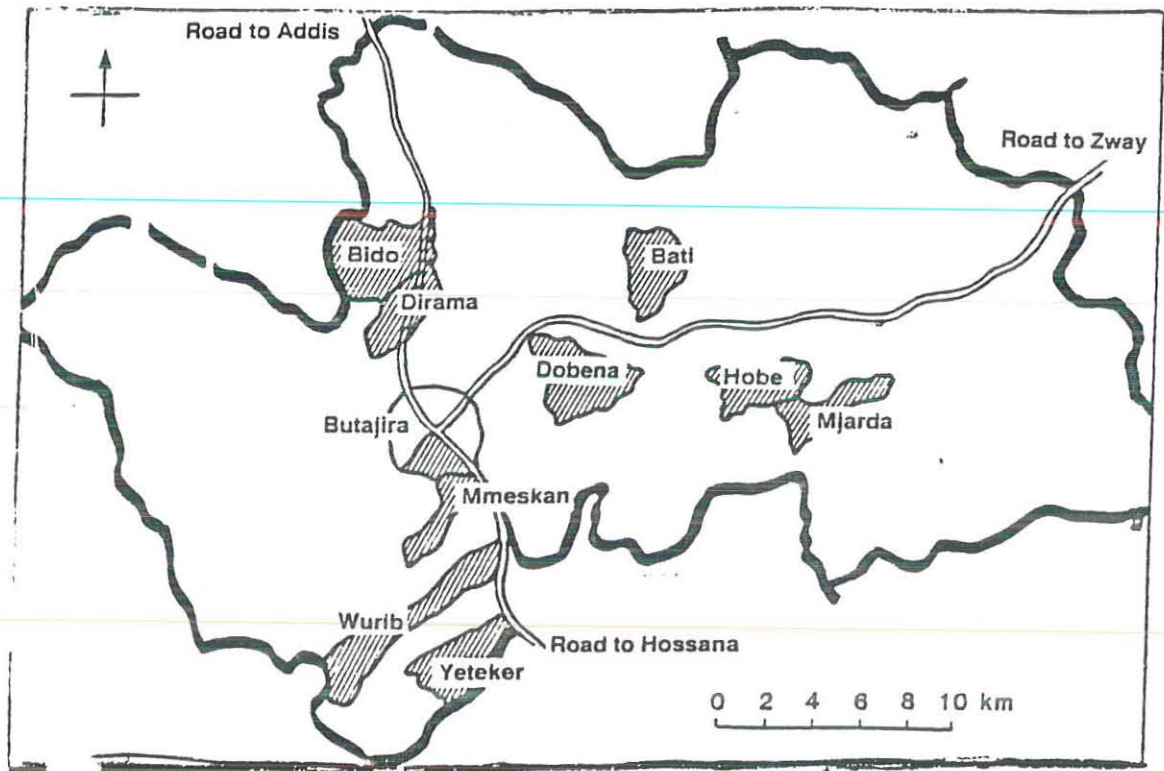 Road to Addis
Road to Zway
Bido
Bati
Dirama
Dobena
Hobe
Butajira
Mjarda
Mmeskan
Wurib
Road to Hossana
Yeteker
0 2 4 6 8 10 km